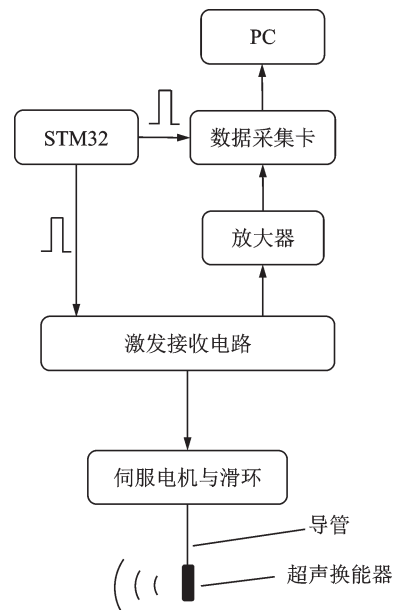 PC
STM32
数据采集卡
放大器
激发接收电路
伺服电机与滑环
导管
超声换能器